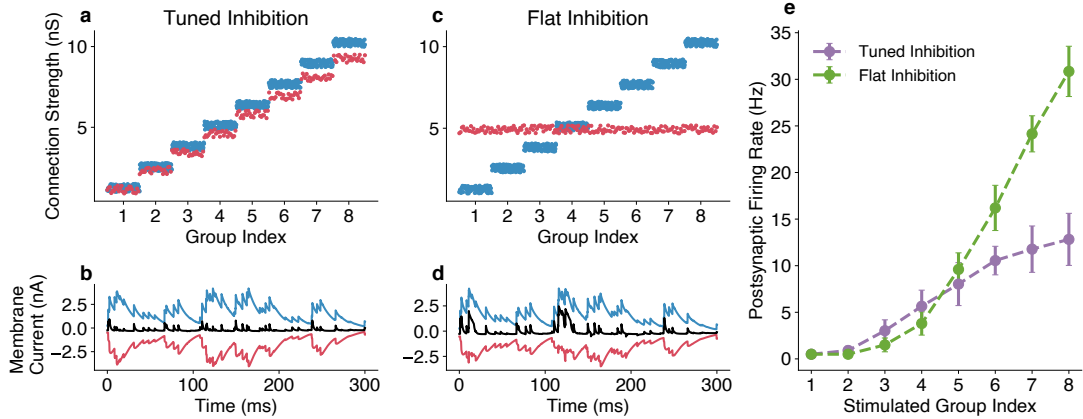 a Tuned Inhibition
Connection Strength (nS)
10
5
1 2 3 4 5 6 7 8
Group Index
c Flat Inhibition
10
5
1 2 3 4 5 6 7 8
Group Index
b
Membrane
Current (nA)
2.5
0.0
−2.5
0 100 200 300
Time (ms)
d
2.5
0.0
−2.5
0 100 200 300
Time (ms)
e
Postsynaptic Firing Rate (Hz)
35
30
25
20
15
10
5
0
Tuned Inhibition
Flat Inhibition
1 2 3 4 5 6 7 8
Stimulated Group Index